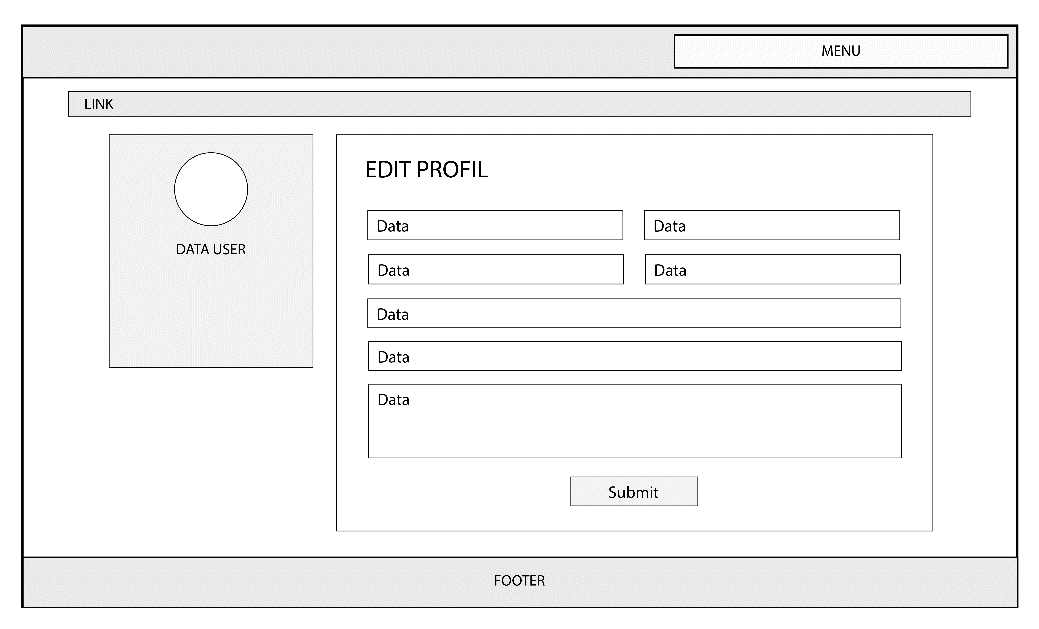 MENU
LINK
DATA USER
EDIT PROFIL
Data
Data
Data
Data
Data
Data
Data
Submit
FOOTER